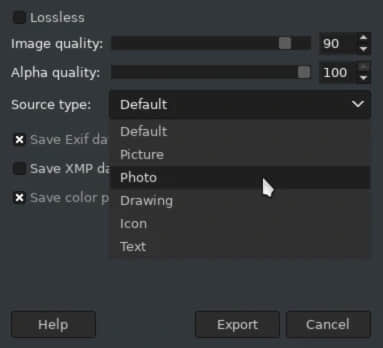 Lossless
Image quality: 90
Alpha quality: 100
Source type: Default
Default
Save Exif da
Picture
Save XMP da
Photo
Save color p
Drawing
Icon
Text
Help Export Cancel